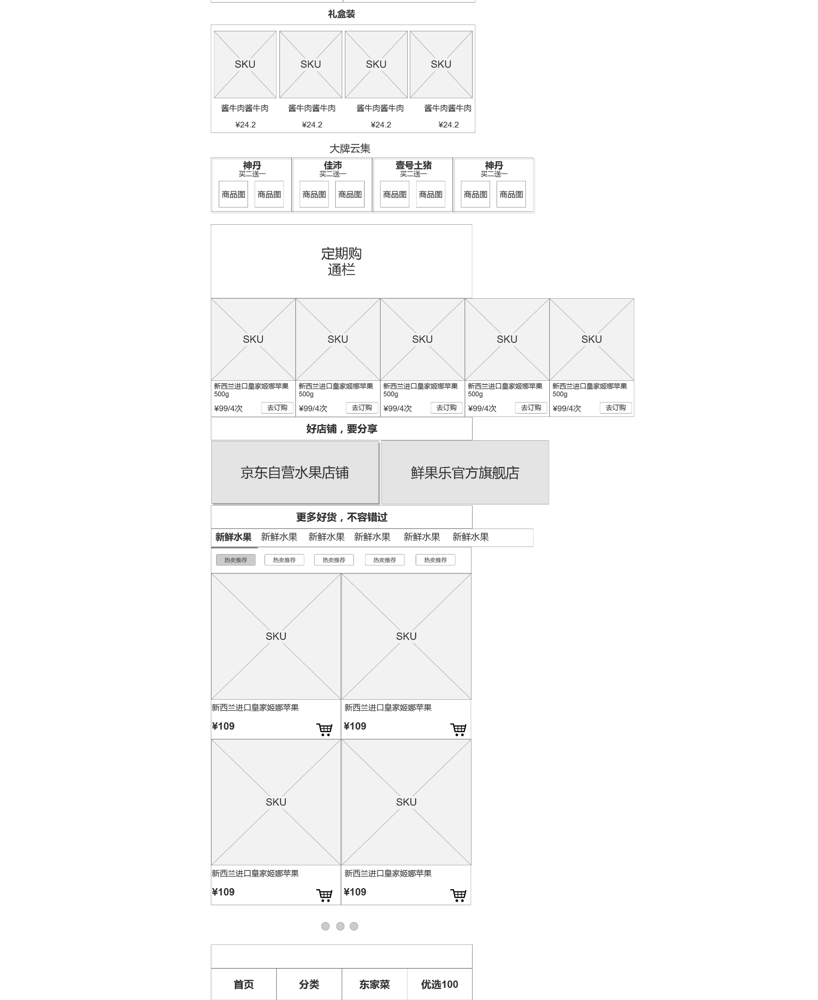 礼盒装
SKU SKU SKU SKU
酱牛肉酱牛肉 酱牛肉酱牛肉 酱牛肉酱牛肉 酱牛肉酱牛肉
¥24.2 ¥24.2 ¥24.2 ¥24.2
大牌云集
神丹 佳沛 壹号土猪 神丹
买二送一 买二送一 买二送一 买二送一
商品图 商品图 商品图 商品图 商品图 商品图 商品图 商品图
定期购
通栏
SKU SKU SKU SKU SKU
新西兰进口皇家姬娜苹果 新西兰进口皇家姬娜苹果 新西兰进口皇家姬娜苹果 新西兰进口皇家姬娜苹果 新西兰进口皇家姬娜苹果
500g 500g 500g 500g 500g
¥99/4次 去订购 ¥99/4次 去订购 ¥99/4次 去订购 ¥99/4次 去订购 ¥99/4次 去订购
好店铺，要分享
京东自营水果店铺 鲜果乐官方旗舰店
更多好货，不容错过
新鲜水果 新鲜水果 新鲜水果 新鲜水果 新鲜水果 新鲜水果
热卖推荐 热卖推荐 热卖推荐 热卖推荐 热卖推荐
SKU SKU
新西兰进口皇家姬娜苹果 新西兰进口皇家姬娜苹果
¥109 ¥109
SKU SKU
新西兰进口皇家姬娜苹果 新西兰进口皇家姬娜苹果
¥109 ¥109
首页 分类 东家菜 优选100